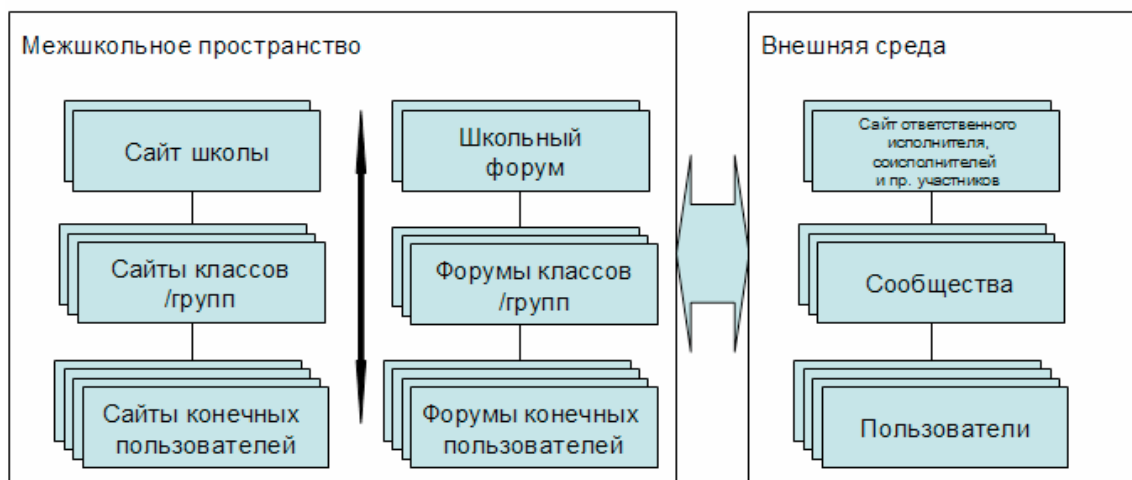 Межшкольное пространство
Сайт школы
Школьный
форум
Сайты классов
/групп
Форумы классов
/групп
Сайты конечных
пользователей
Форумы конечных
пользователей
Внешняя среда
Сайт ответственного
исполнителя,
соисполнителей
и пр. участников
Сообщества
Пользователи